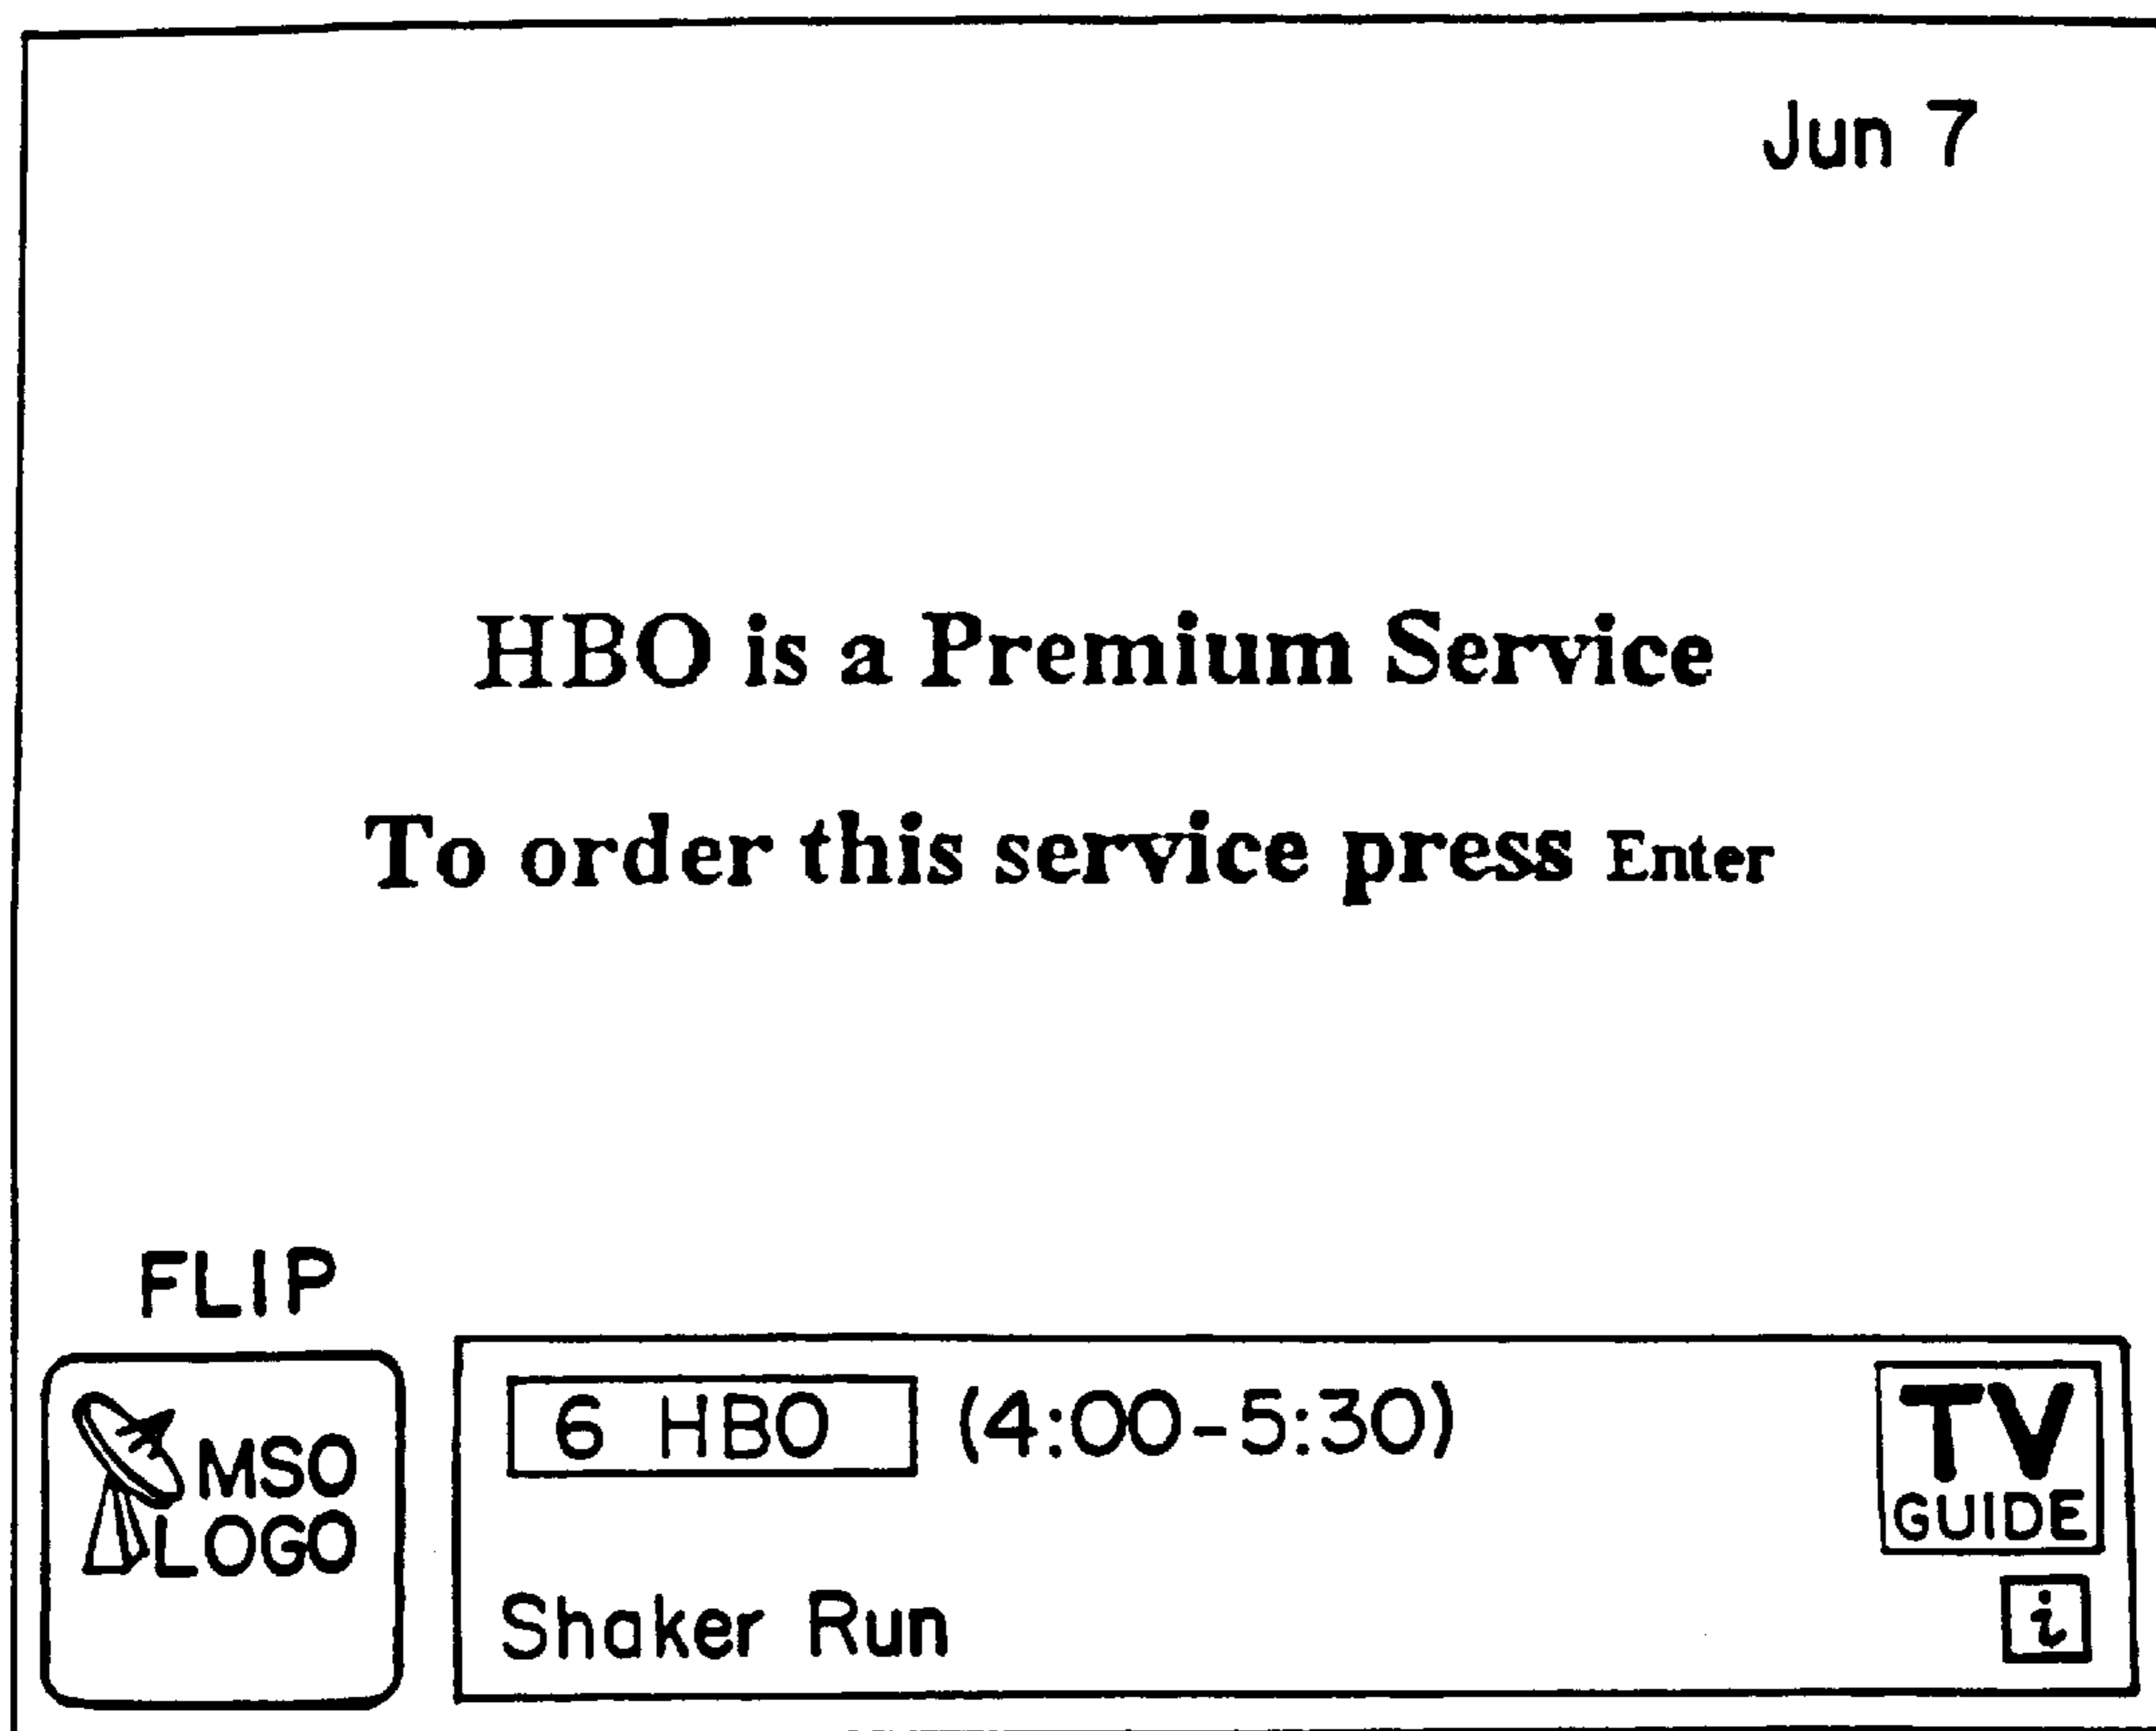 Jun 7
HBO is a Premium Service
To order this service press Enter
FLIP
MSO
LOGO
6 HBO (4:00-5:30)
TV
GUIDE
Shaker Run
i